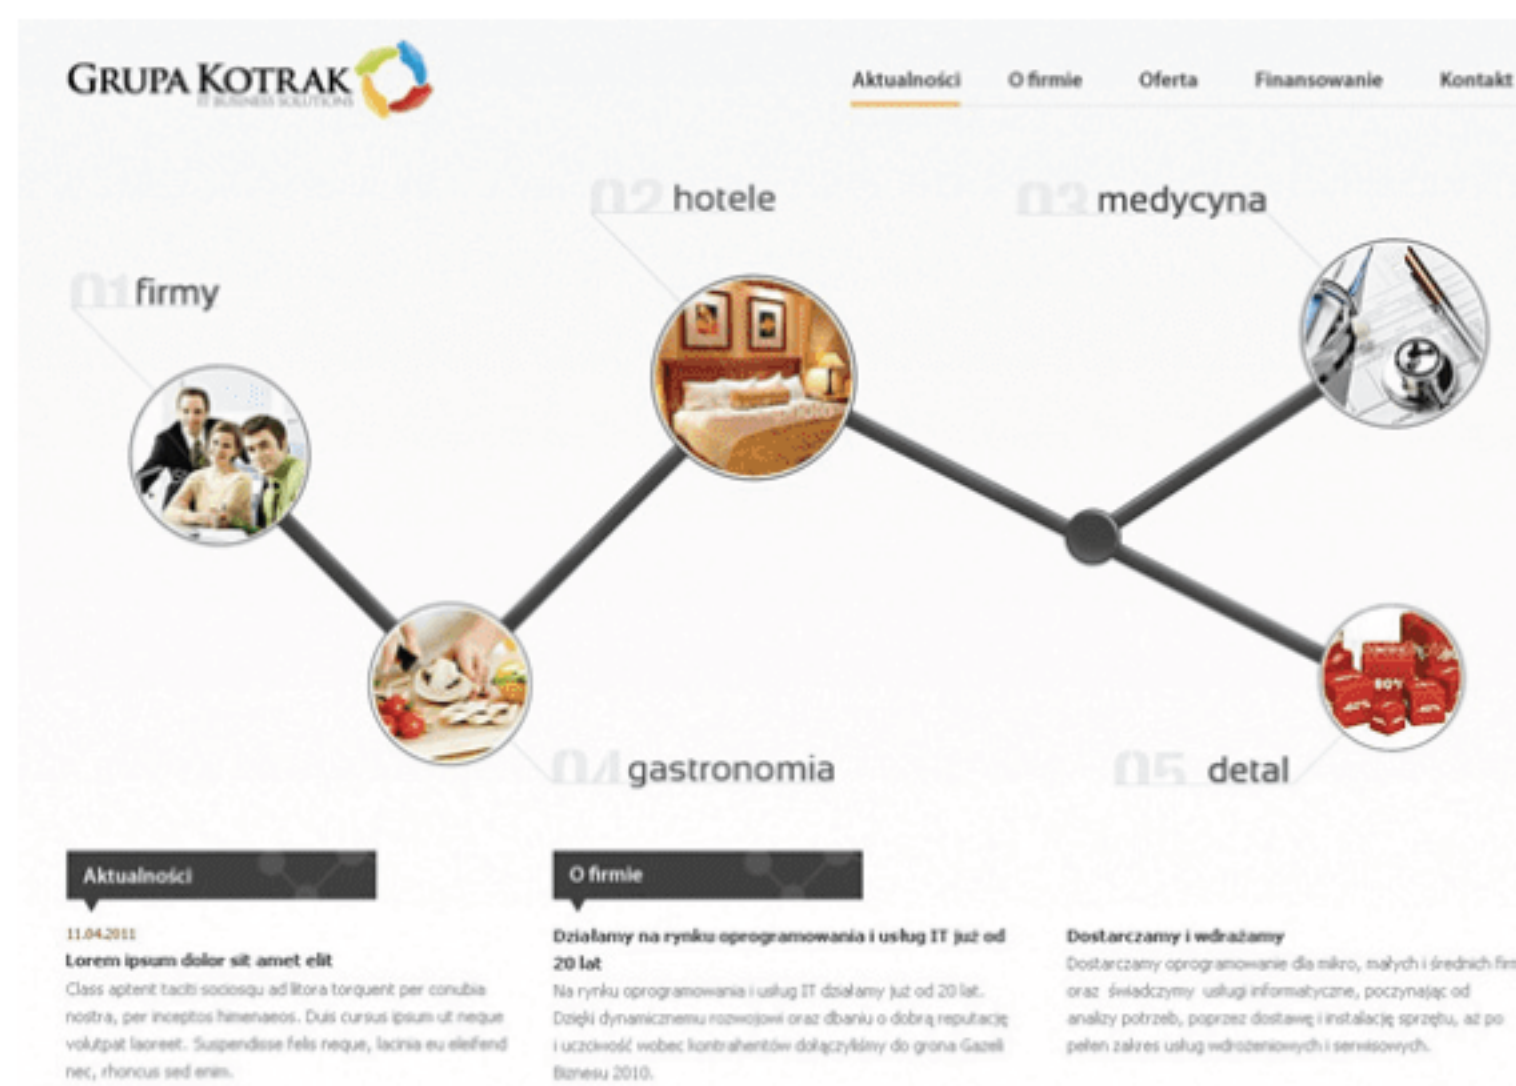 GRUPA KOTRAK
IT BUSINESS SOLUTIONS
Aktualności O firmie Oferta Finansowanie Kontakt
02 hotele
03 medycyna
01 firmy
80%
04 gastronomia
05 detal
Aktualności
O firmie
11.04.2011
Lorem ipsum dolor sit amet elit
Class aptent taciti sociosqu ad litora torquent per conubia
nostra, per inceptos himenaeos. Duis cursus ipsum ut neque
volutpat laoreet. Suspendisse felis neque, lacinia eu eleifend
nec, rhoncus sed enim.
Działamy na rynku oprogramowania i usług IT już od
20 lat
Na rynku oprogramowania i usług IT działamy już od 20 lat.
Dzięki dynamicznemu rozwojowi oraz dbaniu o dobrą reputację
i uczciwość wobec kontrahentów dołączyliśmy do grona Gazeli
Biznesu 2010.
Dostarczamy i wdrażamy
Dostarczamy oprogramowanie dla mikro, małych i średnich firm
oraz świadczymy usługi informatyczne, poczynając od
analizy potrzeb, poprzez dostawę i instalację sprzętu, aż po
pełen zakres usług wdrożeniowych i serwisowych.